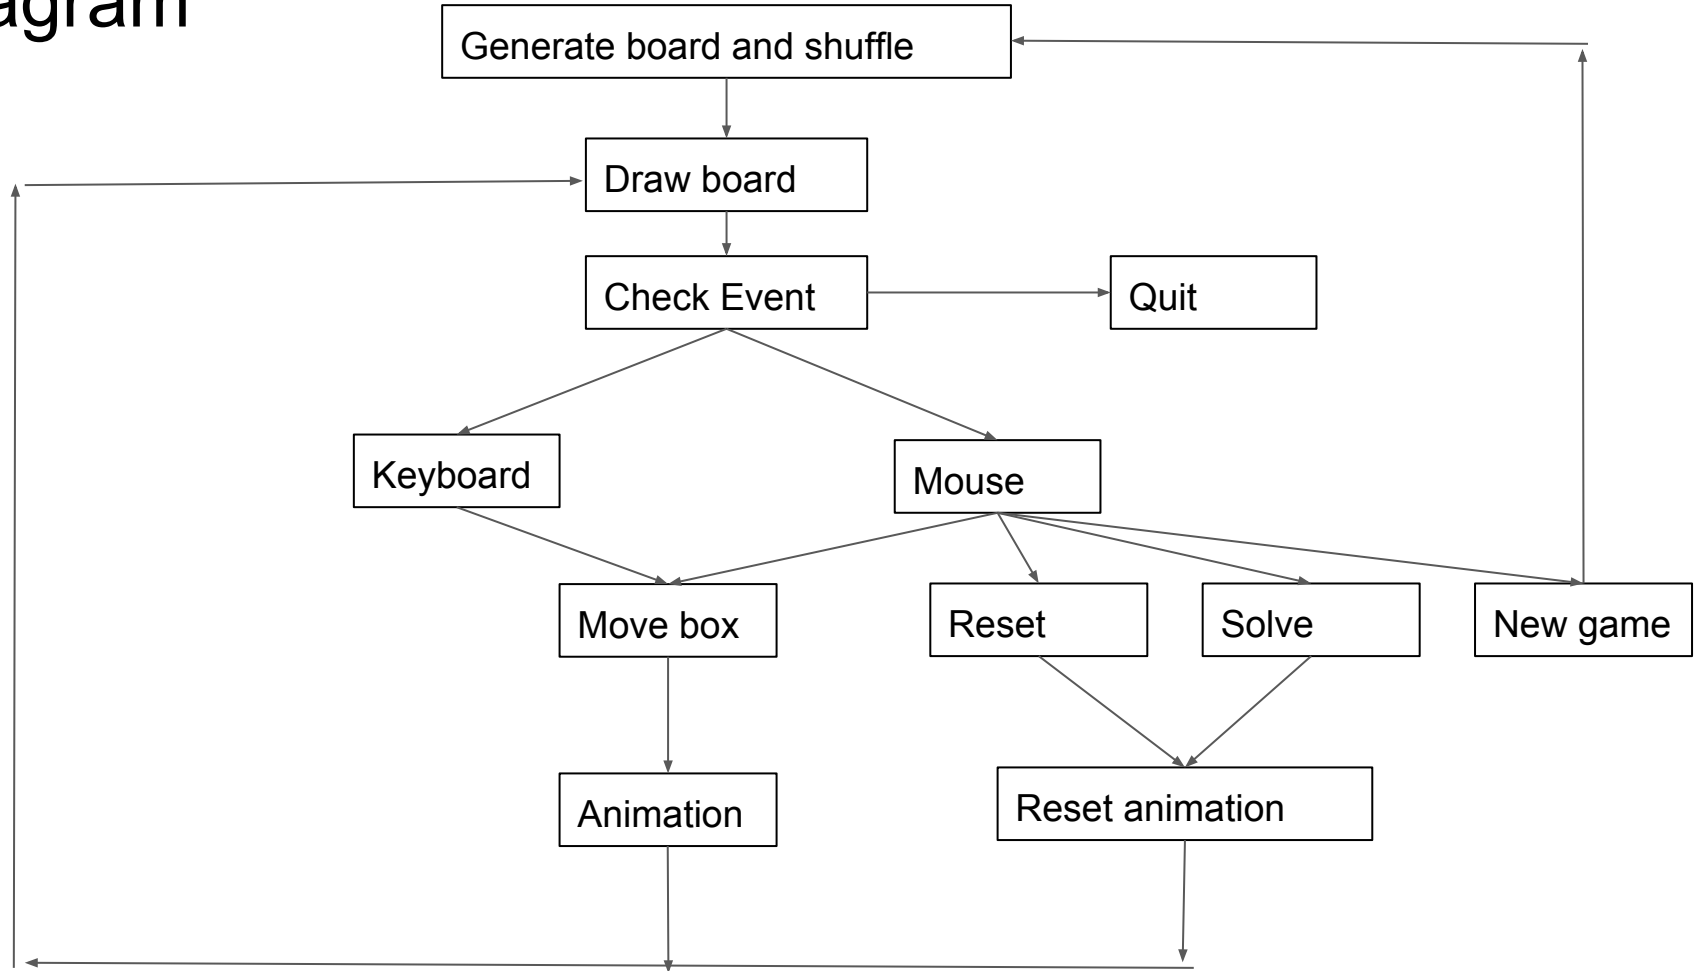 agram
Generate board and shuffle
Draw board
Check Event
Quit
Keyboard
Mouse
Move box
Reset
Solve
New game
Animation
Reset animation